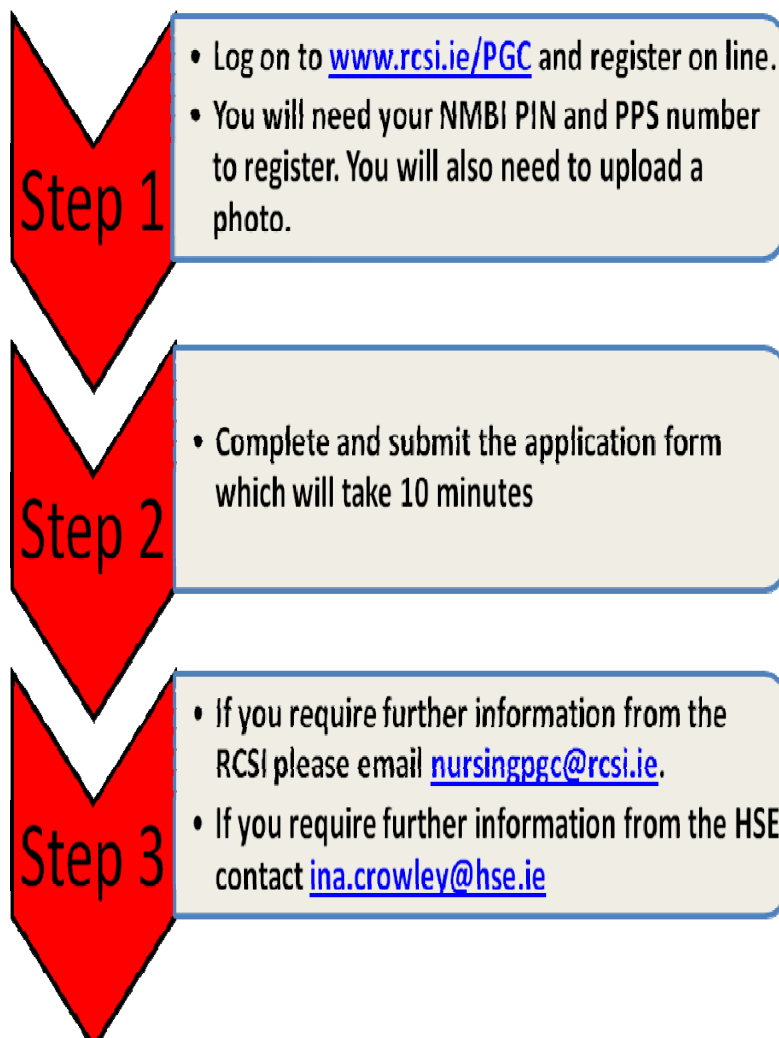 Step 1
• Log on to www.rcsi.ie/PGC and register on line.
• You will need your NMBI PIN and PPS number
to register. You will also need to upload a
photo.
Step 2
• Complete and submit the application form
which will take 10 minutes
Step 3
• If you require further information from the
RCSI please email nursingpgc@rcsi.ie.
• If you require further information from the HSE
contact ina.crowley@hse.ie